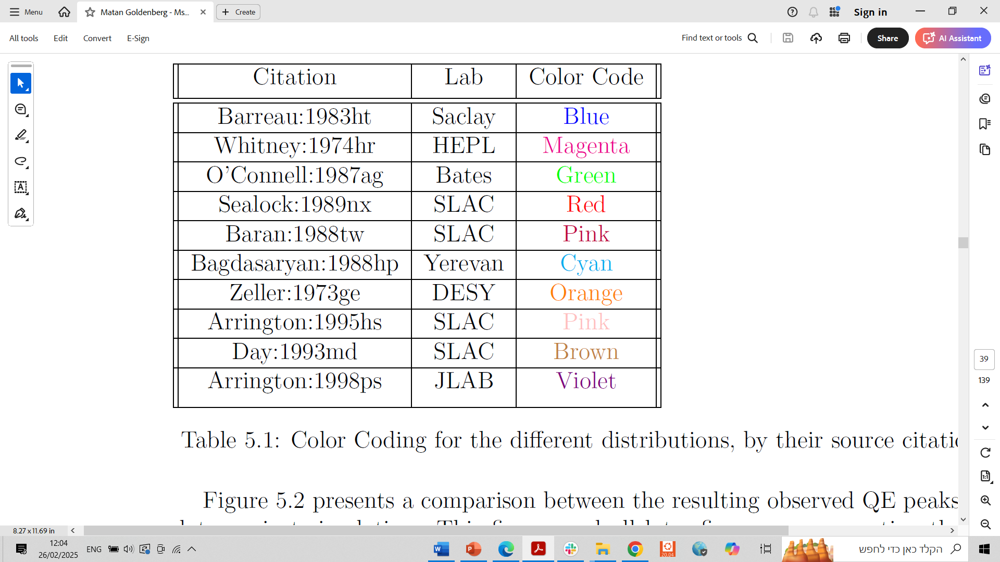 Menu
Matan Goldenberg - Ms...
Create
Sign in
All tools
Edit
Convert
E-Sign
Find text or tools
Share
AI Assistant
Citation Lab Color Code
Barreau:1983ht Saclay Blue
Whitney:1974hr HEPL Magenta
O'Connell:1987ag Bates Green
Sealock:1989nx SLAC Red
Baran:1988tw SLAC Pink
Bagdasaryan:1988hp Yerevan Cyan
Zeller:1973ge DESY Orange
Arrington:1995hs SLAC Pink
Day:1993md SLAC Brown
Arrington:1998ps JLAB Violet
39
139
Table 5.1: Color Coding for the different distributions, by their source
Figure 5.2 presents a comparison between the resulting observed QE peaks
8.27 x 11.69 in
12:04
26/02/2025
ENG
20.04
הקלד כאן כדי לחפש